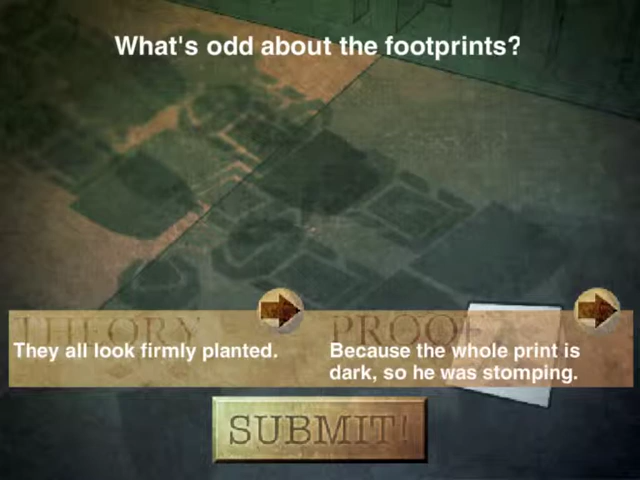 What's odd about the footprints?
THEORY
PROOF
They all look firmly planted.
Because the whole print is
dark, so he was stomping.
SUBMIT!